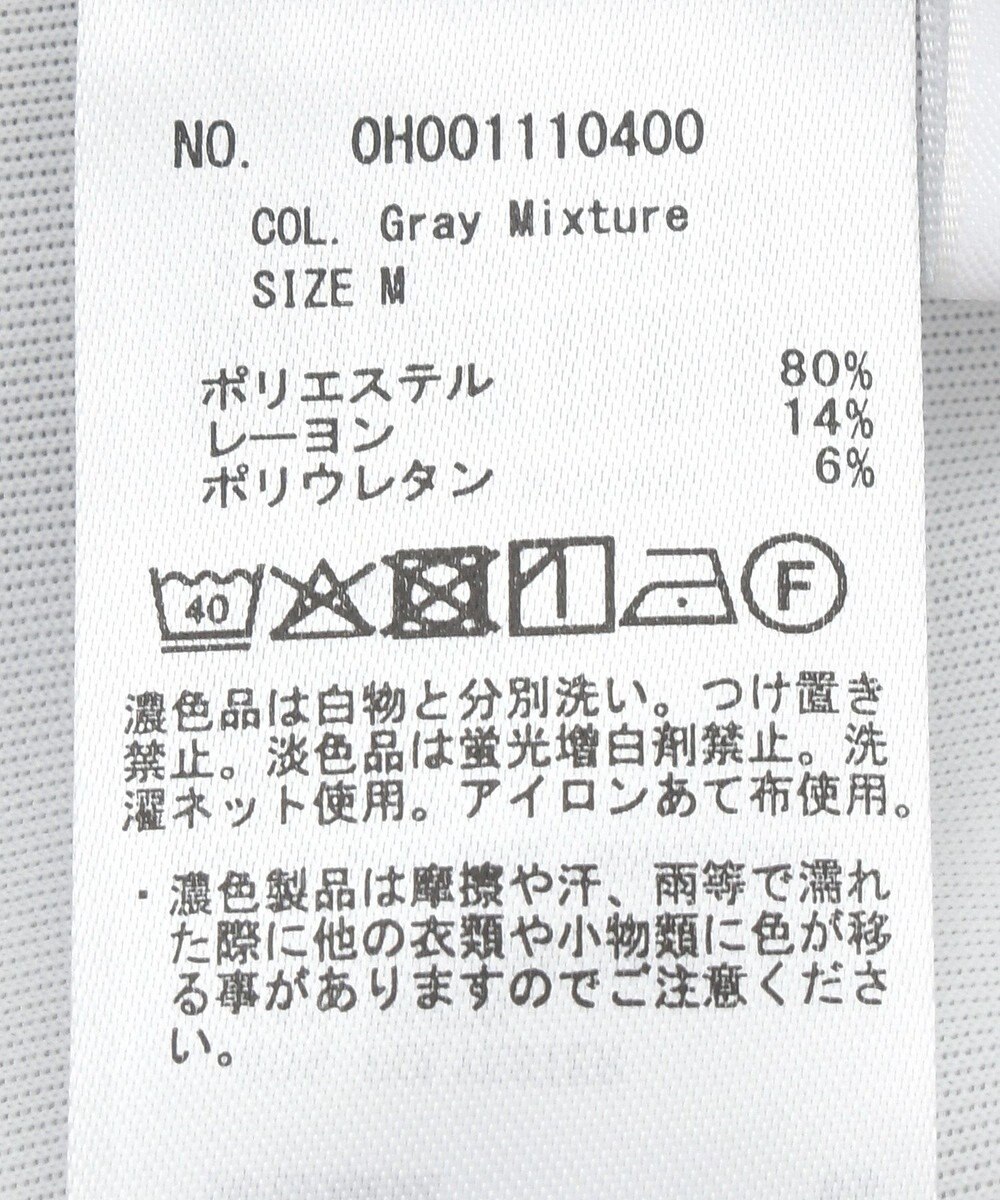 NO. 0H001110400
COL. Gray Mixture
SIZE M
ポリエステル 80%
レーヨン 14%
ポリウレタン 6%
40 F
濃色品は白物と分別洗い。つけ置き
禁止。淡色品は蛍光増白剤禁止。洗
濯ネット使用。アイロンあて布使用。
・濃色製品は摩擦や汗、雨等で濡れ
た際に他の衣類や小物類に色が移
る事がありますのでご注意くださ
い。